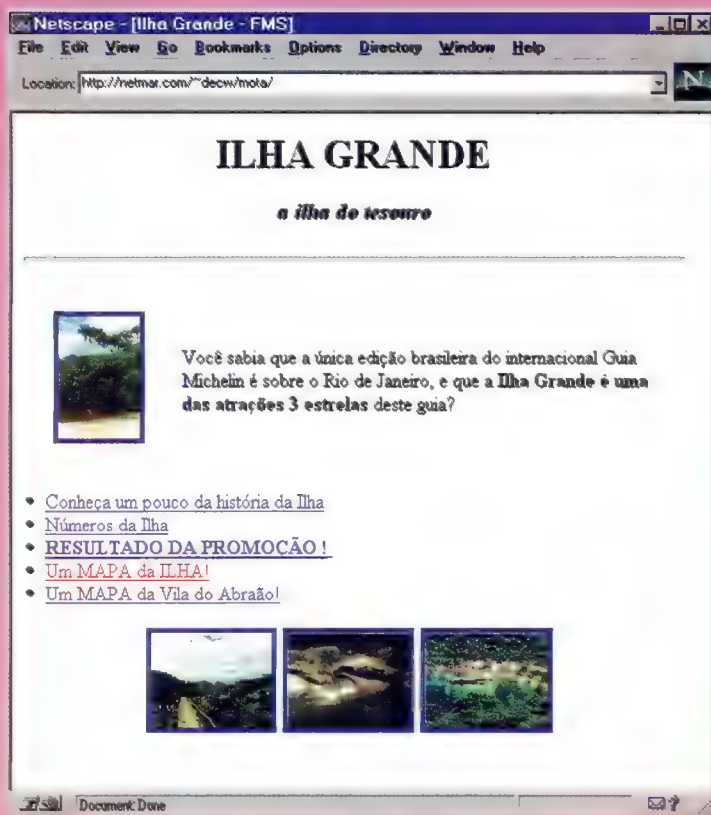 Netscape - [Ilha Grande - FMS]
File Edit View Go Bookmarks Options Directory Window Help
Location: http://netmar.com/~decw/mota/
N
ILHA GRANDE
a ilha do tesouro
Você sabia que a única edição brasileira do internacional Guia
Michelin é sobre o Rio de Janeiro, e que a Ilha Grande é uma
das atrações 3 estrelas deste guia?
Conheça um pouco da história da Ilha
Números da Ilha
RESULTADO DA PROMOÇÃO !
Um MAPA da ILHA!
Um MAPA da Vila do Abraão!
Document: Done